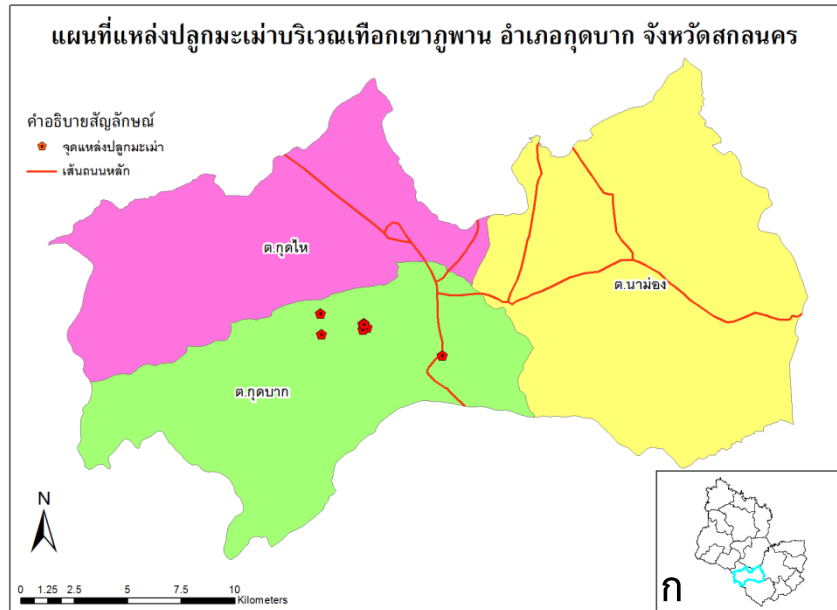 แผนที่แหล่งปลูกมะเม่าบริเวณเทือกเขาภูพาน อำเภอกุดบาก จังหวัดสกลนคร
คำอธิบายสัญลักษณ์
จุดแหล่งปลูกมะเม่า
เส้นถนนหลัก
ต.กุดไห
ต.นาม่อง
ต.กุดบาก
N
0 1.25 2.5 5 7.5 10
Kilometers
ก